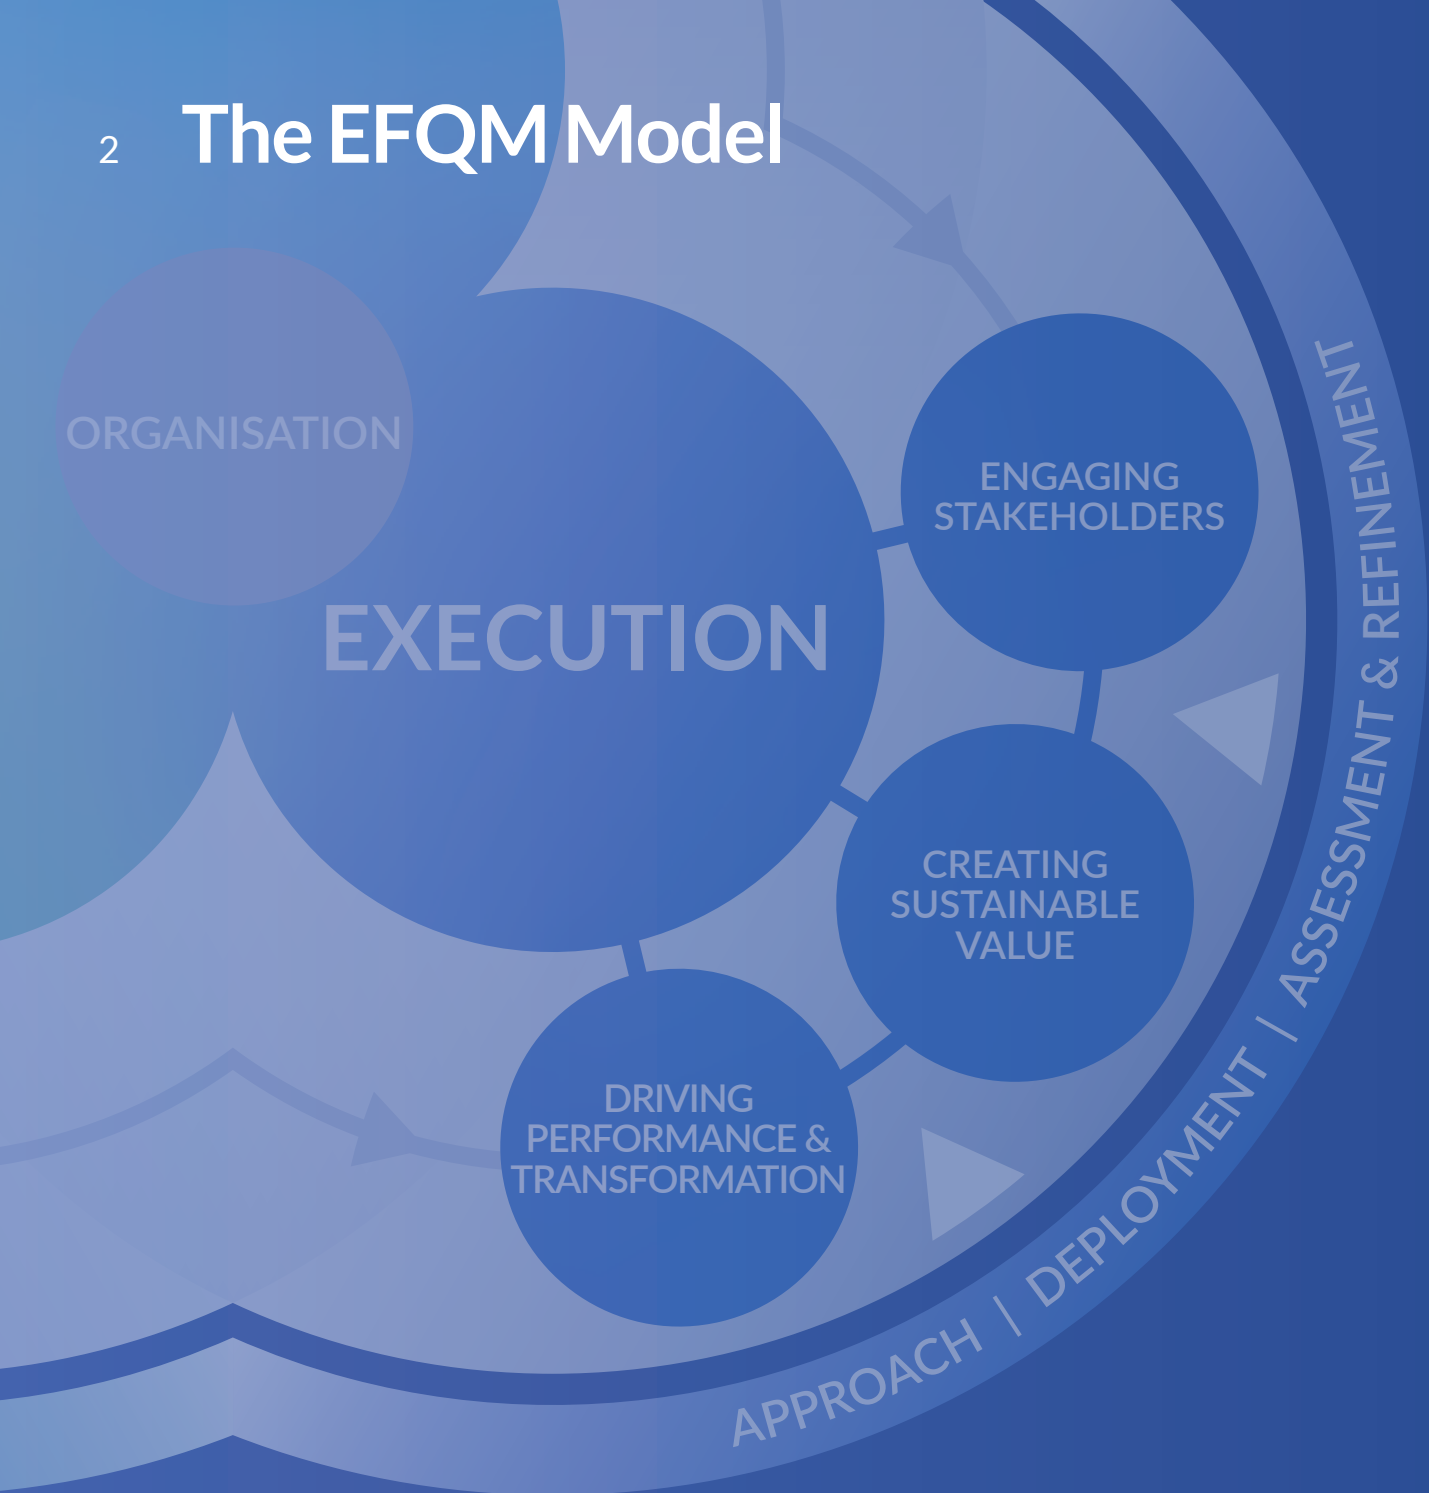 2 The EFQM Model
ORGANISATION
ENGAGING
STAKEHOLDERS
EXECUTION
CREATING
SUSTAINABLE
VALUE
DRIVING
PERFORMANCE &
TRANSFORMATION
APPROACH | DEPLOYMENT | ASSESSMENT & REFINEMENT